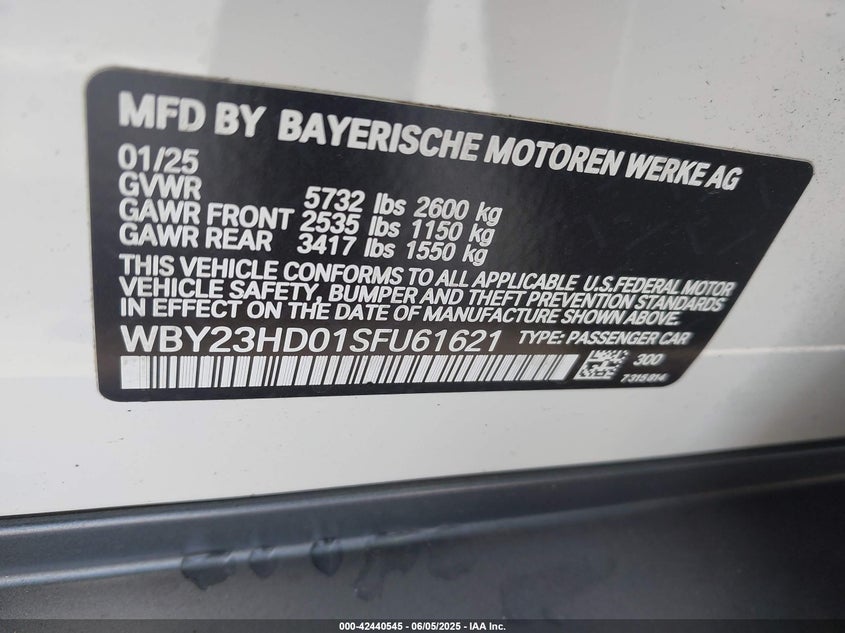 MFD BY BAYERISCHE MOTOREN WERKE AG
01/25
GVWR 5732 lbs 2600 kg
GAWR FRONT 2535 lbs 1150 kg
GAWR REAR 3417 lbs 1550 kg
THIS VEHICLE CONFORMS TO ALL APPLICABLE U.S.FEDERAL MOTOR
VEHICLE SAFETY, BUMPER AND THEFT PREVENTION STANDARDS
IN EFFECT ON THE DATE OF MANUFACTURE SHOWN ABOVE.
WBY23HD01SFU61621 TYPE: PASSENGER CAR
300
7315914
000-42440545 - 06/05/2025 - IAA Inc.